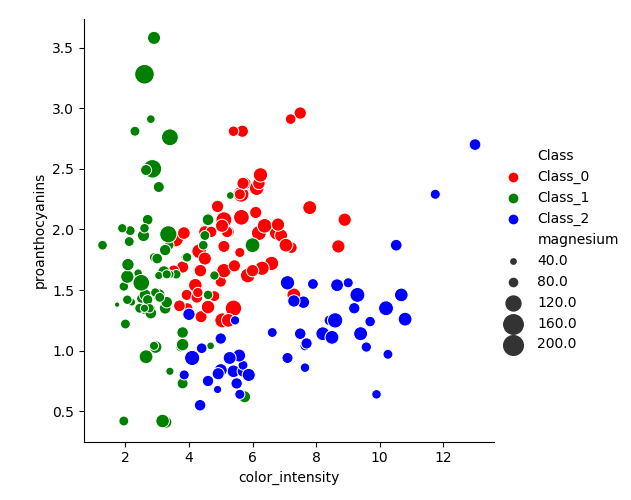 3.5
3.0
2.5
2.0
1.5
1.0
0.5
proanthocyanins
2 4 6 8 10 12
color_intensity
Class
Class_0
Class_1
Class_2
magnesium
40.0
80.0
120.0
160.0
200.0